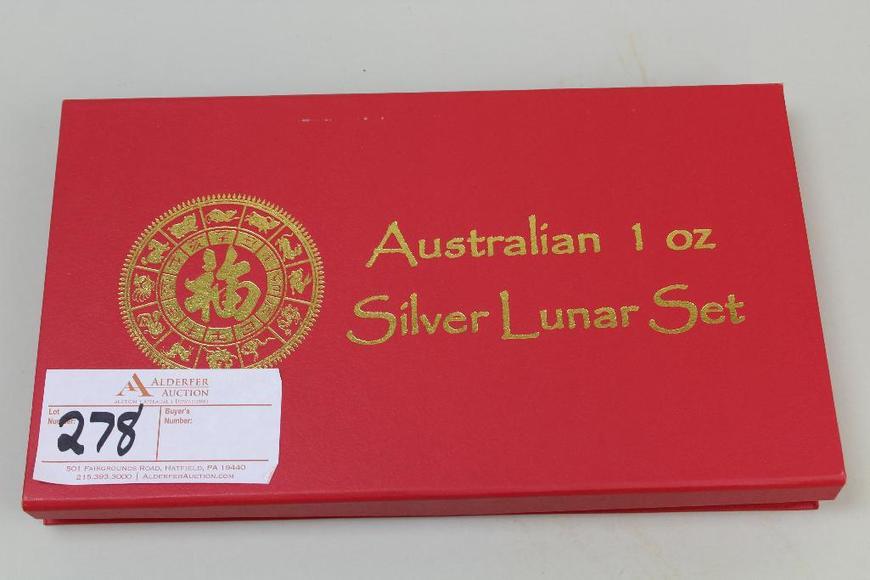 Australian 1 oz
Silver Lunar Set
福
ALDERFER
AUCTION
Lot
Number:
278
Buyer's
Number:
501 FAIRGROUNDS ROAD, HATFIELD, PA 19440
215.393.3000 | ALDERFERAUCTION.COM